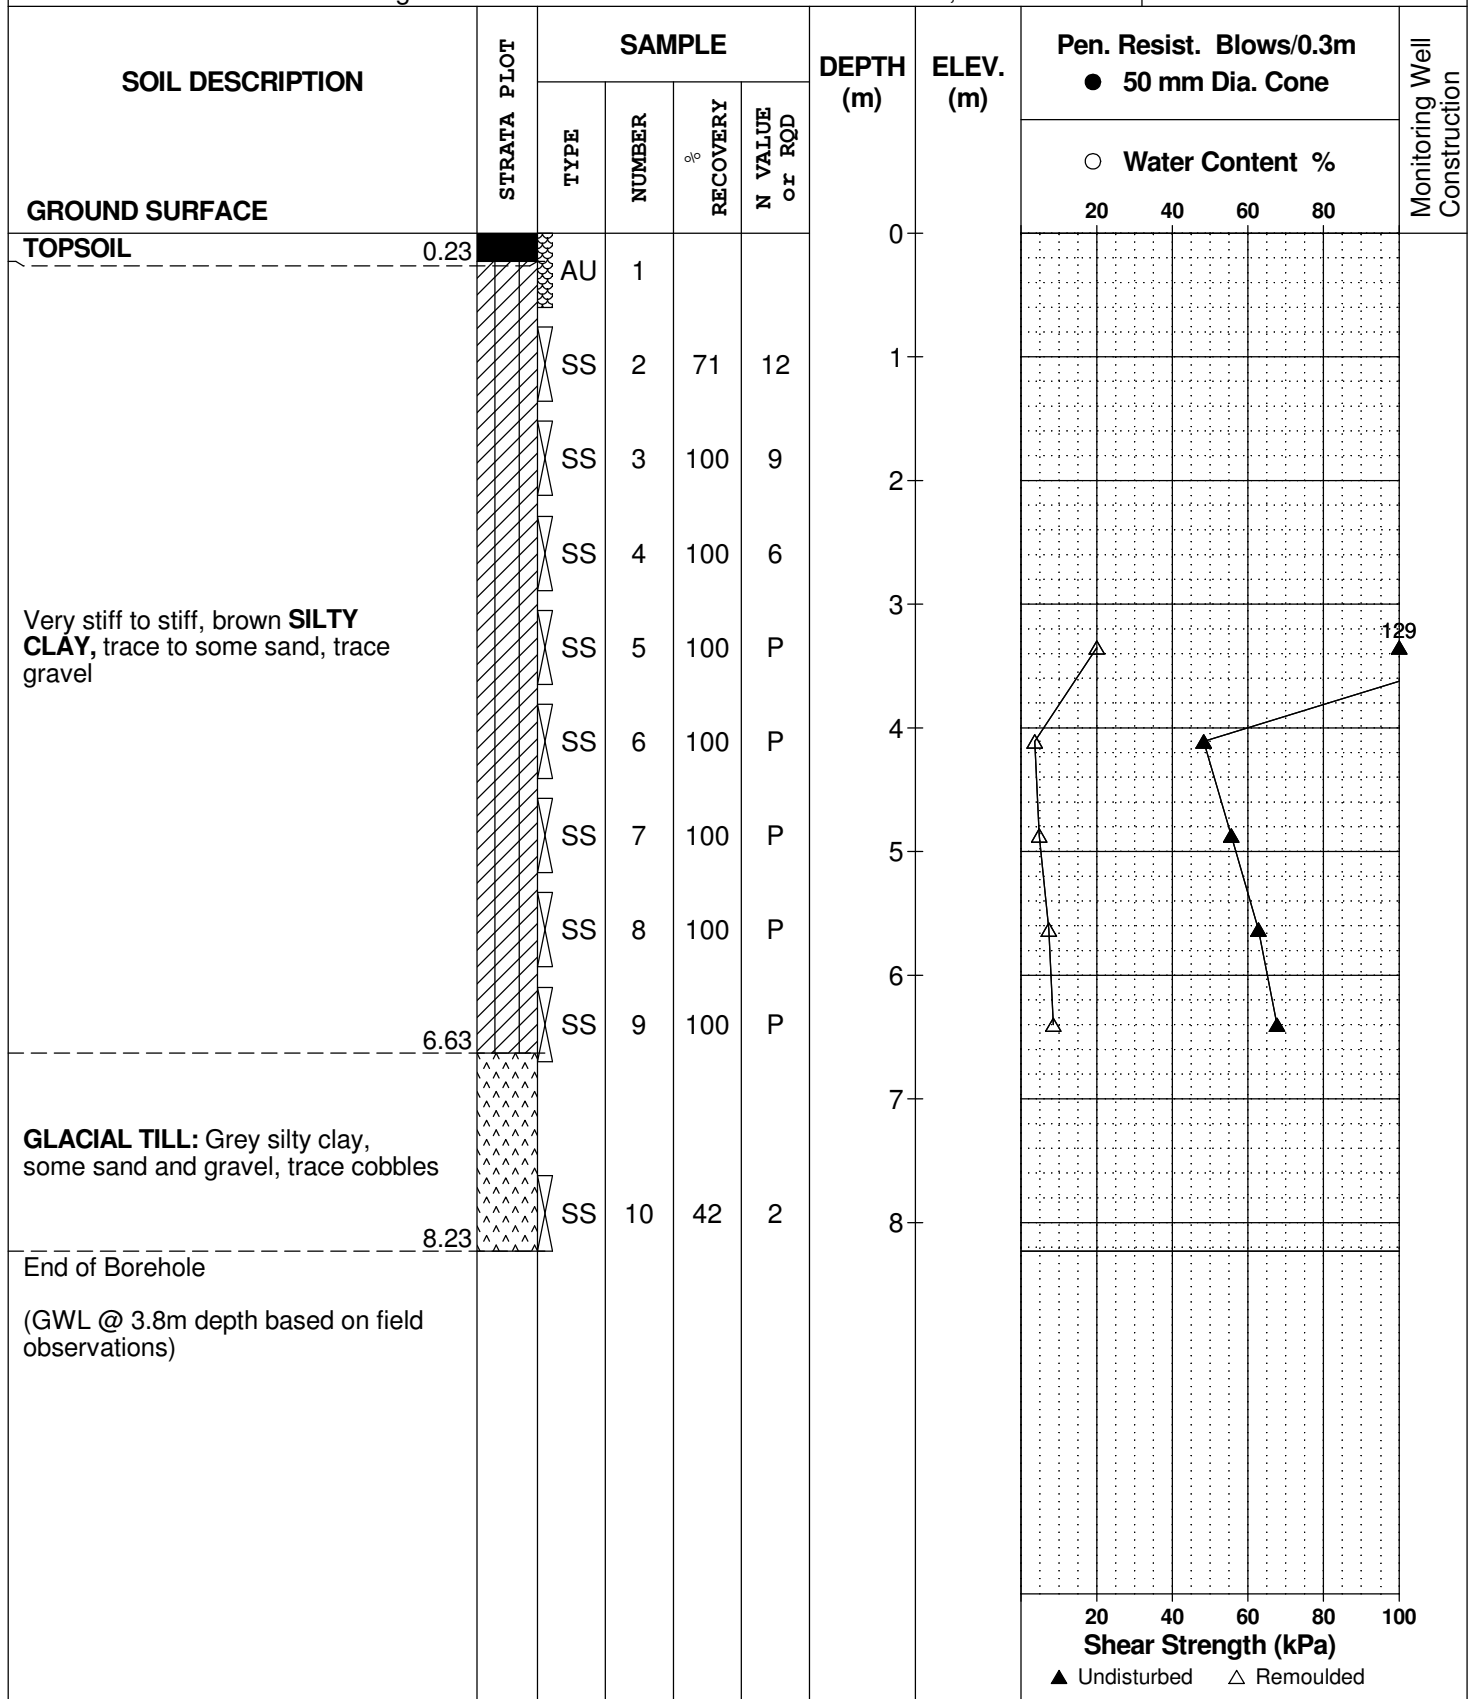 SOIL DESCRIPTION
GROUND SURFACE
STRATA PLOT
SAMPLE
TYPE
NUMBER
%
RECOVERY
N VALUE
or RQD
DEPTH
(m)
ELEV.
(m)
Pen. Resist. Blows/0.3m
● 50 mm Dia. Cone
○ Water Content %
20 40 60 80
Monitoring Well
Construction
TOPSOIL 0.23
AU 1
SS 2 71 12
SS 3 100 9
SS 4 100 6
Very stiff to stiff, brown SILTY
CLAY, trace to some sand, trace
gravel
SS 5 100 P
SS 6 100 P
SS 7 100 P
SS 8 100 P
SS 9 100 P
6.63
GLACIAL TILL: Grey silty clay,
some sand and gravel, trace cobbles
SS 10 42 2
8.23
End of Borehole
(GWL @ 3.8m depth based on field
observations)
0
1
2
3
4
5
6
7
8
129
20 40 60 80 100
Shear Strength (kPa)
▲ Undisturbed △ Remoulded